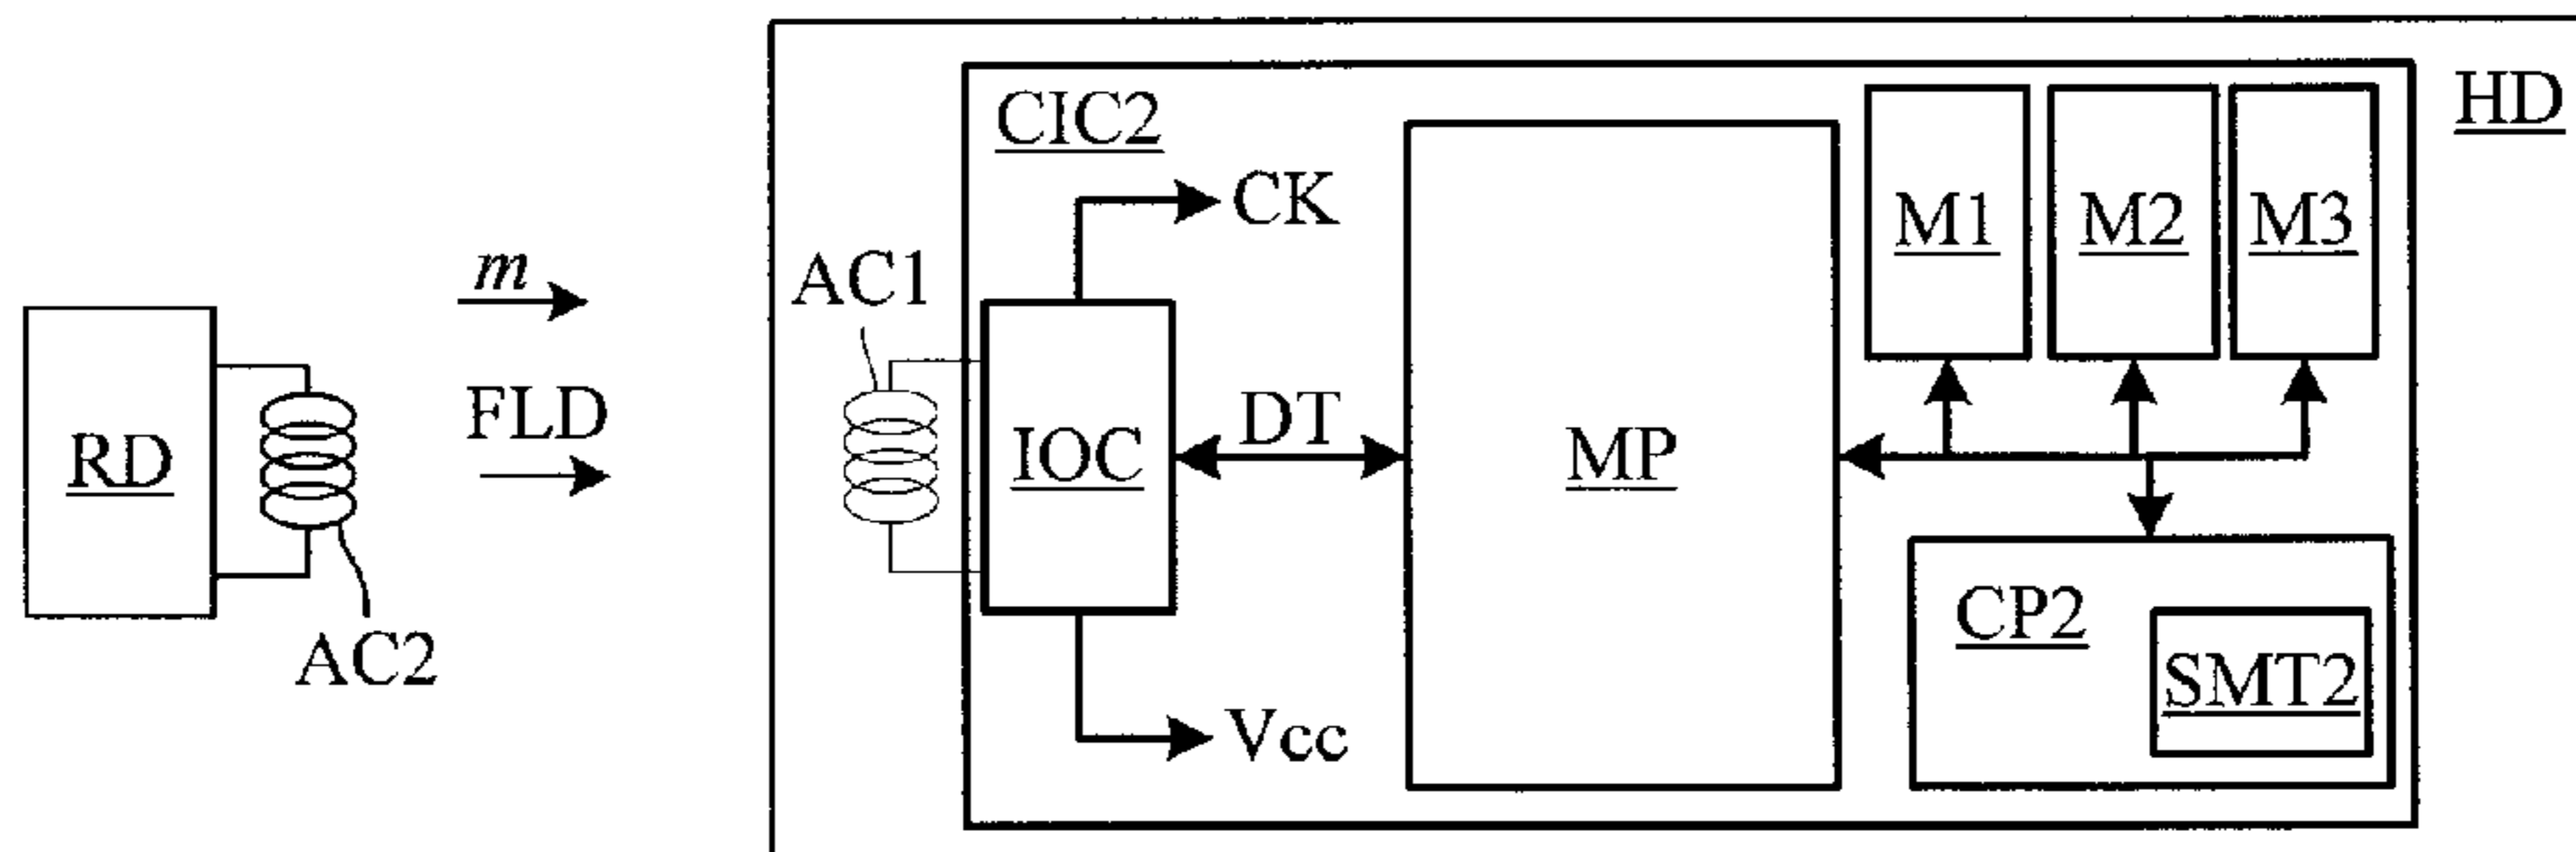 HD
CIC2
CK
M1 M2 M3
m
AC1
FLD
DT
RD
IOC
MP
CP2
AC2
SMT2
Vcc